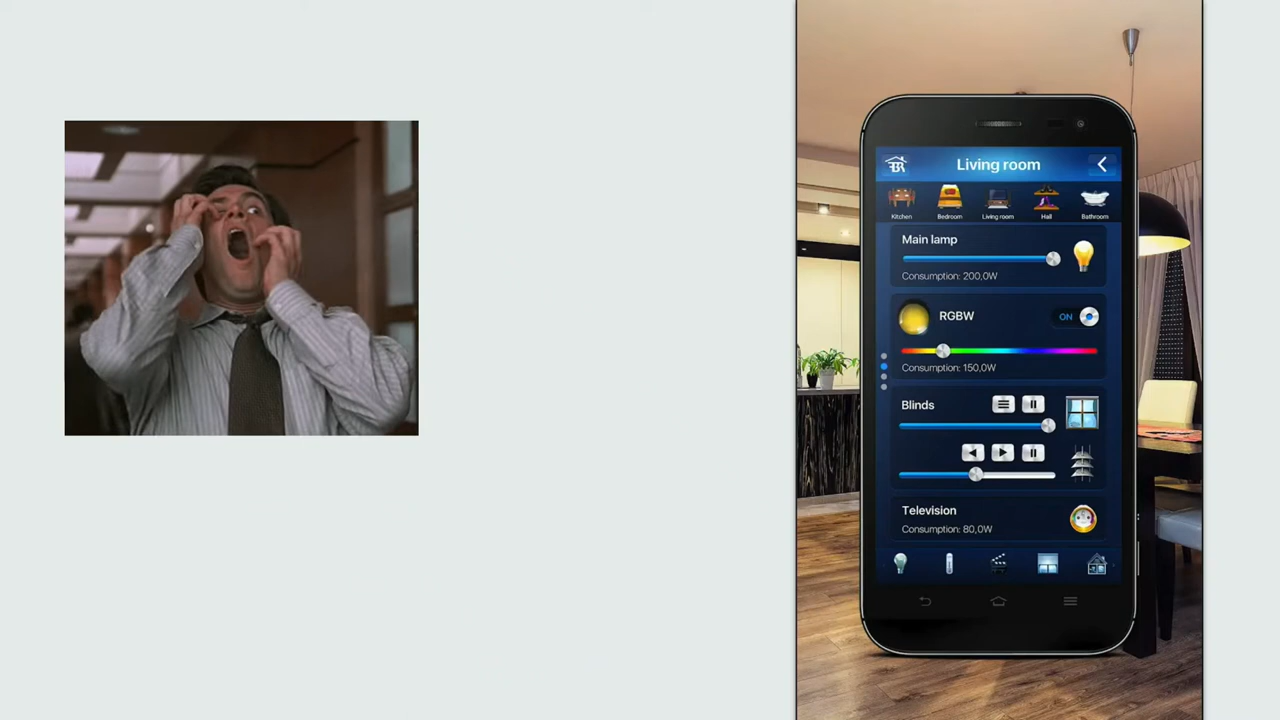 Living room
Kitchen
Bedroom
Living room
Hall
Bathroom
Main lamp
Consumption: 200,0W
RGBW
ON
Consumption: 150,0W
Blinds
Television
Consumption: 80,0W